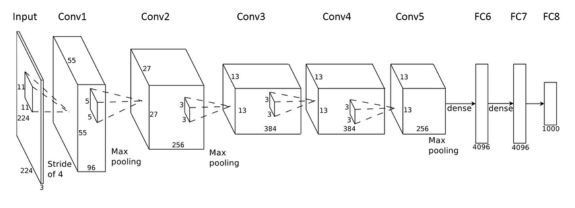 Input Conv1 Conv2 Conv3 Conv4 Conv5 FC6 FC7 FC8
11
11
224
224
3
Stride
of 4
55
55
96
5
5
Max
pooling
27
27
256
3
3
Max
pooling
13
13
384
3
3
13
13
384
3
3
13
13
256
Max
pooling
dense
4096
dense
4096
1000